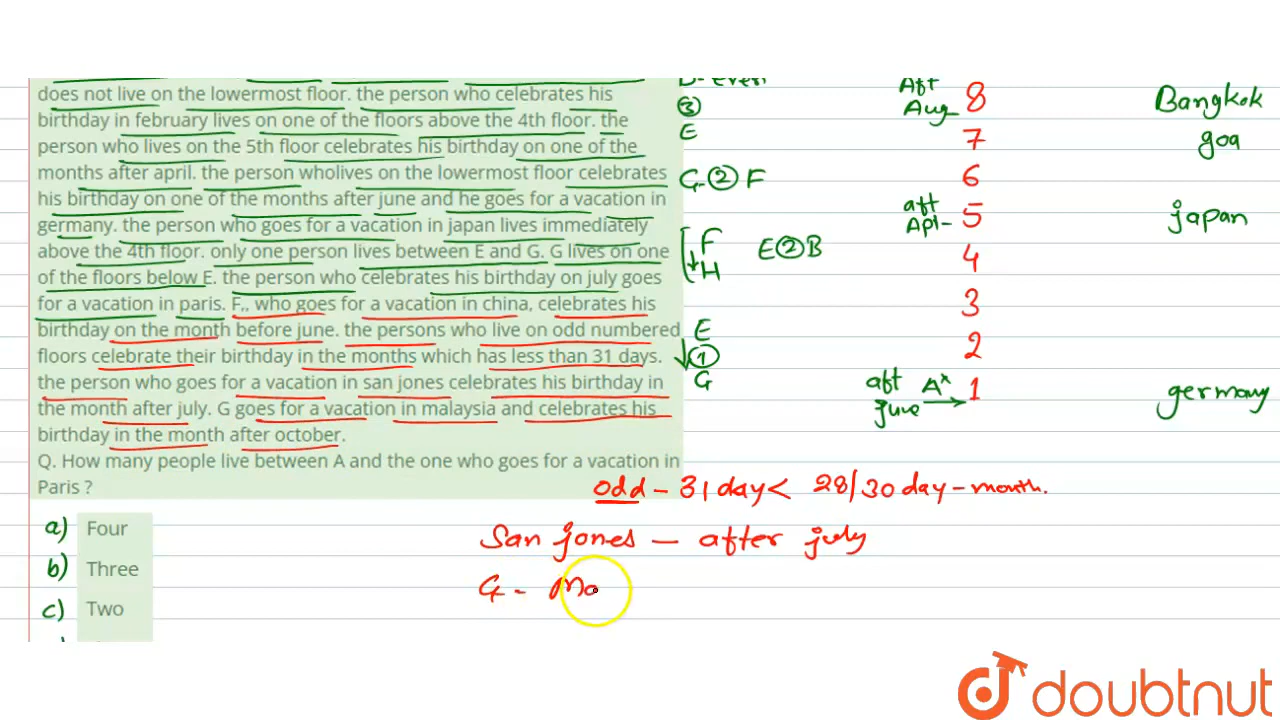 does not live on the lowermost floor. the person who celebrates his
birthday in february lives on one of the floors above the 4th floor. the
person who lives on the 5th floor celebrates his birthday on one of the
months after april. the person wholives on the lowermost floor celebrates
his birthday on one of the months after june and he goes for a vacation in
germany. the person who goes for a vacation in japan lives immediately
above the 4th floor. only one person lives between E and G. G lives on one
of the floors below E. the person who celebrates his birthday on july goes
for a vacation in paris. F,, who goes for a vacation in china, celebrates his
birthday on the month before june. the persons who live on odd numbered
floors celebrate their birthday in the months which has less than 31 days.
the person who goes for a vacation in san jones celebrates his birthday in
the month after july. G goes for a vacation in malaysia and celebrates his
birthday in the month after october.
Q. How many people live between A and the one who goes for a vacation in
Paris ?
a) Four
b) Three
c) Two
③
E
G-② F
F E② B
H
E
①
G
Aft
Aug 8 Bangkok
7 goa
6
aft
Apl- 5 japan
4
3
2
aft A× 1 germany
june
odd - 31 day < 28/30 day - month.
San jones - after july
G - Ma
doubtnut